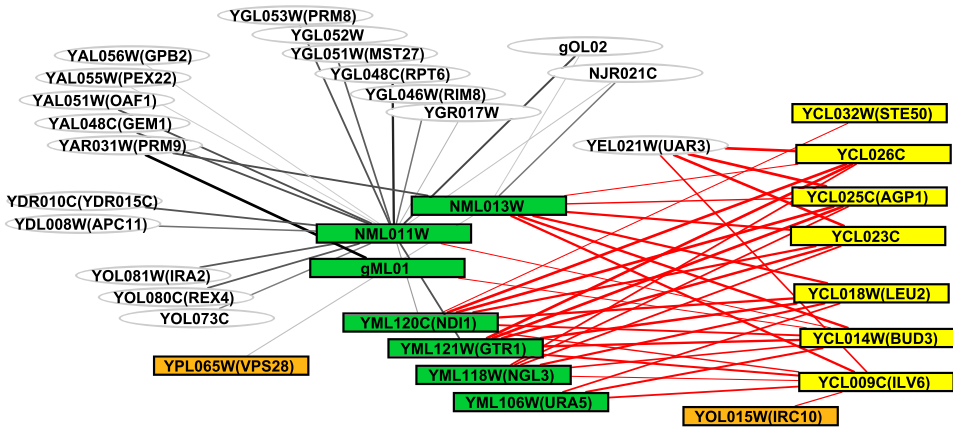 YGL053W(PRM8)
YGL052W
YGL051W(MST27)
YGL048C(RPT6)
YGL046W(RIM8)
YGR017W
gOL02
NJR021C
YAL056W(GPB2)
YAL055W(PEX22)
YAL051W(OAF1)
YAL048C(GEM1)
YAR031W(PRM9)
YDR010C(YDR015C)
YDL008W(APC11)
YOL081W(IRA2)
YOL080C(REX4)
YOL073C
YPL065W(VPS28)
NML013W
NML011W
gML01
YML120C(NDI1)
YML121W(GTR1)
YML118W(NGL3)
YML106W(URA5)
YEL021W(UAR3)
YCL032W(STE50)
YCL026C
YCL025C(AGP1)
YCL023C
YCL018W(LEU2)
YCL014W(BUD3)
YCL009C(ILV6)
YOL015W(IRC10)